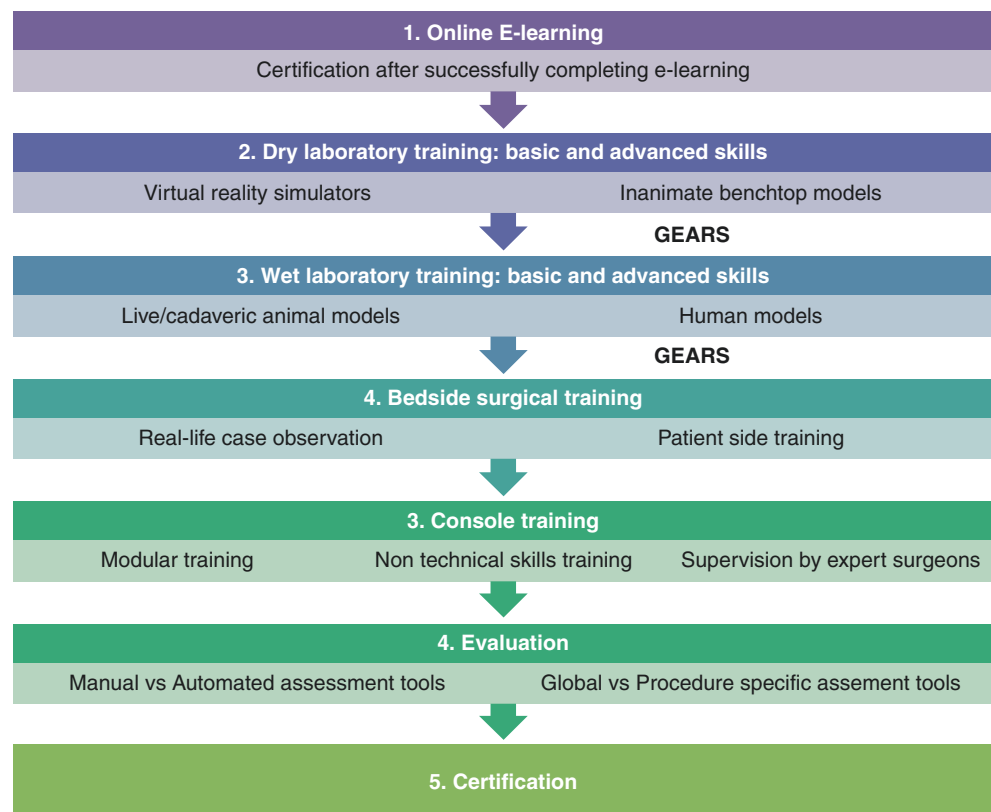 1. Online E-learning
Certification after successfully completing e-learning
2. Dry laboratory training: basic and advanced skills
Virtual reality simulators
Inanimate benchtop models
GEARS
3. Wet laboratory training: basic and advanced skills
Live/cadaveric animal models
Human models
GEARS
4. Bedside surgical training
Real-life case observation
Patient side training
3. Console training
Modular training
Non technical skills training
Supervision by expert surgeons
4. Evaluation
Manual vs Automated assessment tools
Global vs Procedure specific assement tools
5. Certification